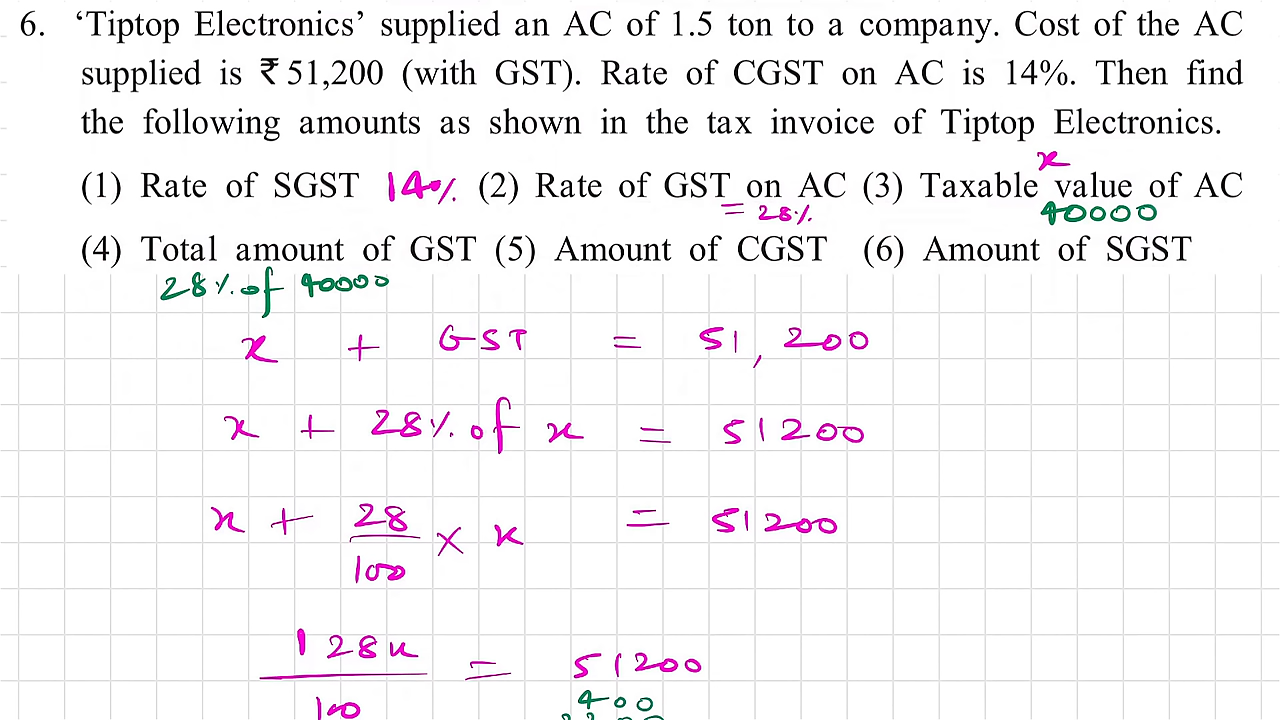 6. ‘Tiptop Electronics’ supplied an AC of 1.5 ton to a company. Cost of the AC
supplied is ₹ 51,200 (with GST). Rate of CGST on AC is 14%. Then find
the following amounts as shown in the tax invoice of Tiptop Electronics.
x
(1) Rate of SGST 14% (2) Rate of GST on AC (3) Taxable value of AC
= 28% 40000
(4) Total amount of GST (5) Amount of CGST (6) Amount of SGST
28% of 40000
x + GST = 51,200
x + 28% of x = 51200
x + 28/100 × x = 51200
128x/100 = 51200
400